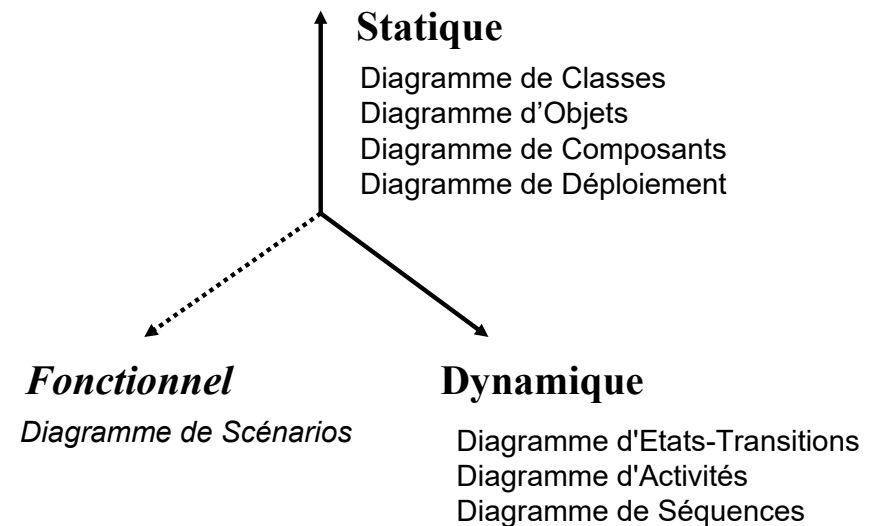 Statique
Diagramme de Classes
Diagramme d’Objets
Diagramme de Composants
Diagramme de Déploiement
Fonctionnel
Diagramme de Scénarios
Dynamique
Diagramme d'Etats-Transitions
Diagramme d'Activités
Diagramme de Séquences